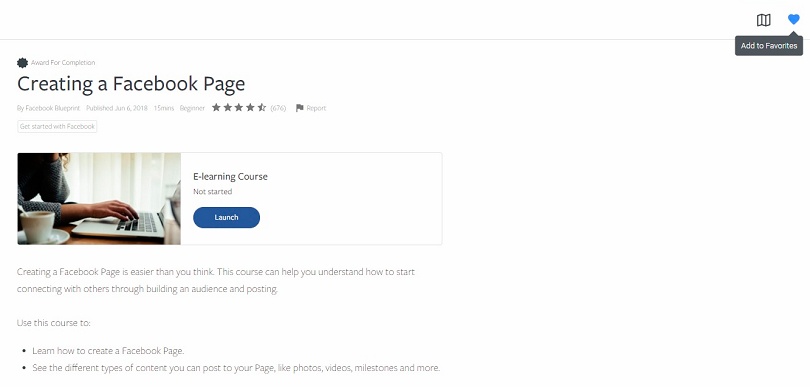 Add to Favorites
Award For Completion
Creating a Facebook Page
By Facebook Blueprint Published Jun 6, 2018 15mins Beginner (676) Report
Get started with Facebook
E-learning Course
Not started
Launch
Creating a Facebook Page is easier than you think. This course can help you understand how to start
connecting with others through building an audience and posting.
Use this course to:
• Learn how to create a Facebook Page.
• See the different types of content you can post to your Page, like photos, videos, milestones and more.